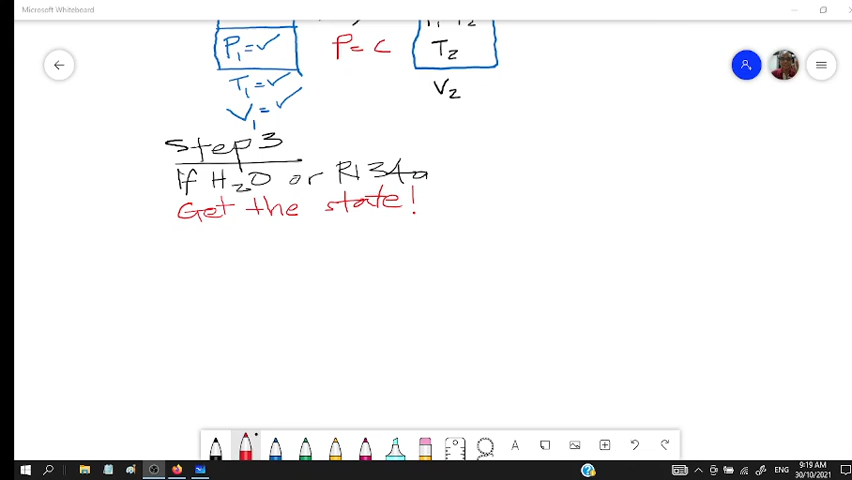 Microsoft Whiteboard
P₁=✓
P=C
T₂
T₁=✓
V₂
V₁=✓
Step 3
If H₂O or R134a
Get the state!
A
ENG
9:19 AM
30/10/2021